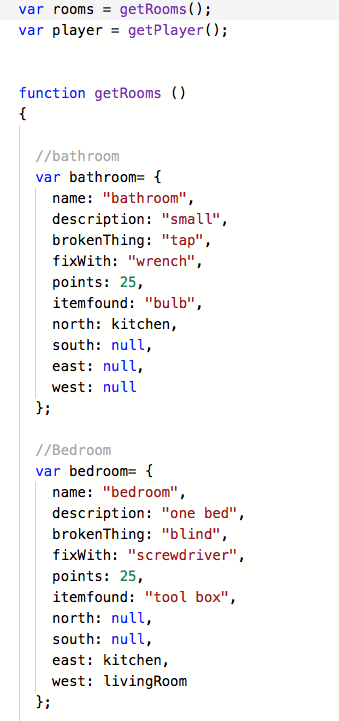 var rooms = getRooms();
var player = getPlayer();
function getRooms ()
{
//bathroom
var bathroom= {
name: "bathroom",
description: "small",
brokenThing: "tap",
fixWith: "wrench",
points: 25,
itemfound: "bulb",
north: kitchen,
south: null,
east: null,
west: null
};
//Bedroom
var bedroom= {
name: "bedroom",
description: "one bed",
brokenThing: "blind",
fixWith: "screwdriver",
points: 25,
itemfound: "tool box",
north: null,
south: null,
east: kitchen,
west: livingRoom
};